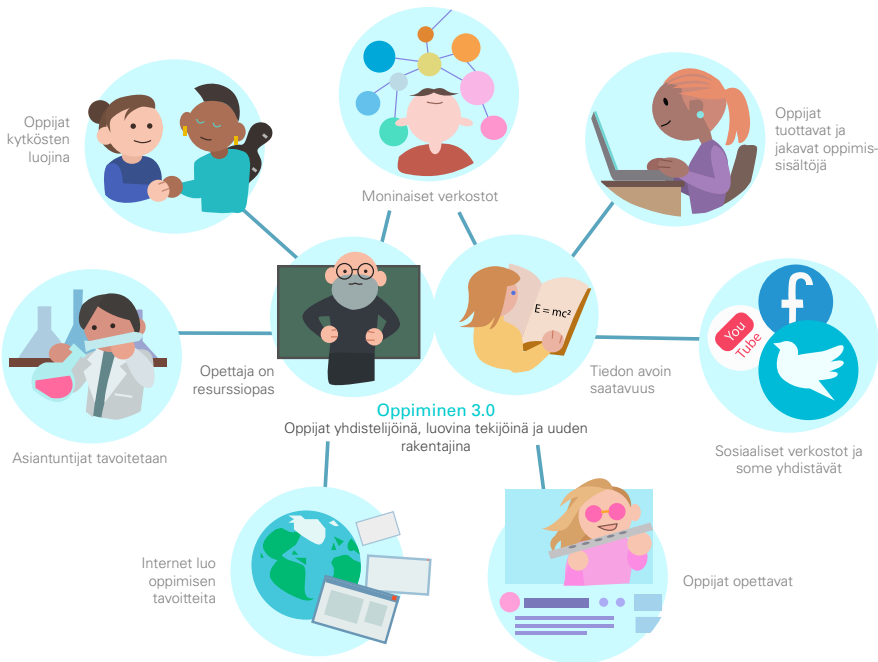 Oppijat
kytkösten
luojina
Moninaiset verkostot
Oppijat
tuottavat ja
jakavat oppimis-
sisältöjä
E = mc²
f
You
Tube
Opettaja on
resurssiopas
Tiedon avoin
saatavuus
Oppiminen 3.0
Oppijat yhdistelijöinä, luovina tekijöinä ja uuden
rakentajina
Asiantuntijat tavoitetaan
Sosiaaliset verkostot ja
some yhdistävät
Internet luo
oppimisen
tavoitteita
Oppijat opettavat